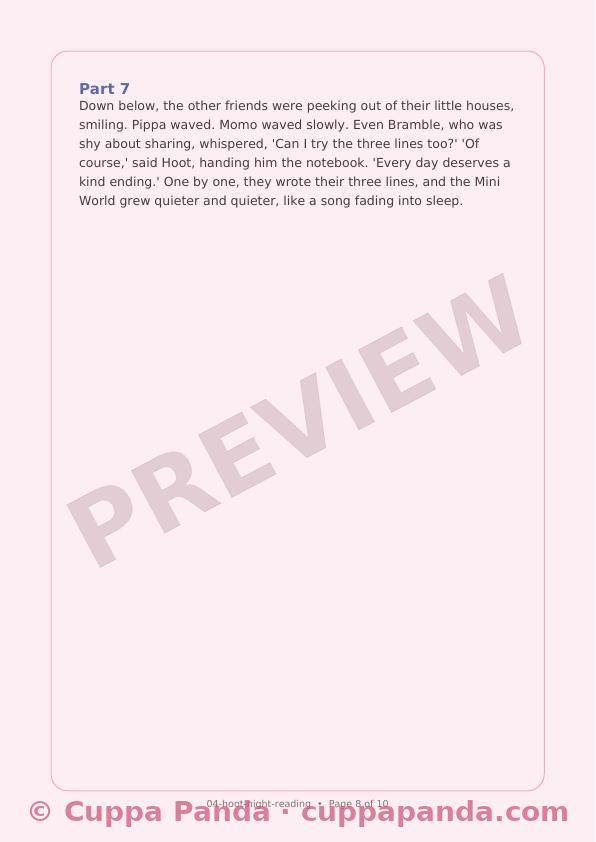 Part 7
Down below, the other friends were peeking out of their little houses,
smiling. Pippa waved. Momo waved slowly. Even Bramble, who was
shy about sharing, whispered, 'Can I try the three lines too?' 'Of
course,' said Hoot, handing him the notebook. 'Every day deserves a
kind ending.' One by one, they wrote their three lines, and the Mini
World grew quieter and quieter, like a song fading into sleep.
PREVIEW
04-hoot-night-reading • Page 8 of 10
© Cuppa Panda · cuppapanda.com